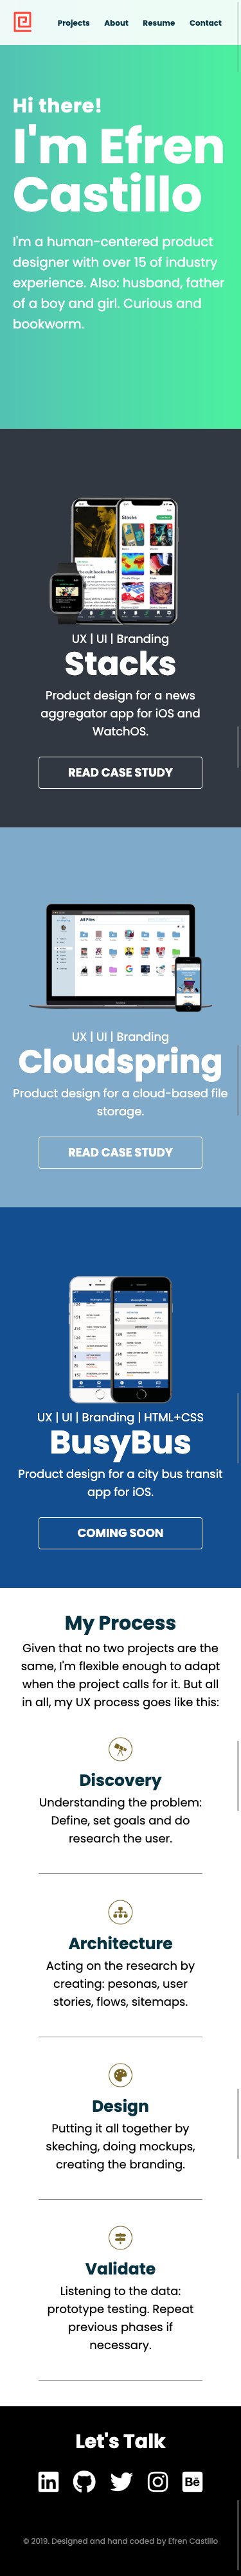 Projects About Resume Contact
Hi there!
I'm Efren
Castillo
I'm a human-centered product
designer with over 15 of industry
experience. Also: husband, father
of a boy and girl. Curious and
bookworm.
Stacks
UX | UI | Branding
Stacks
Product design for a news
aggregator app for iOS and
WatchOS.
READ CASE STUDY
All Files
UX | UI | Branding
Cloudspring
Product design for a cloud-based file
storage.
READ CASE STUDY
UX | UI | Branding | HTML+CSS
BusyBus
Product design for a city bus transit
app for iOS.
COMING SOON
My Process
Given that no two projects are the
same, I'm flexible enough to adapt
when the project calls for it. But all
in all, my UX process goes like this:
Discovery
Understanding the problem:
Define, set goals and do
research the user.
Architecture
Acting on the research by
creating: pesonas, user
stories, flows, sitemaps.
Design
Putting it all together by
skeching, doing mockups,
creating the branding.
Validate
Listening to the data:
prototype testing. Repeat
previous phases if
necessary.
Let's Talk
in Bē
© 2019. Designed and hand coded by Efren Castillo